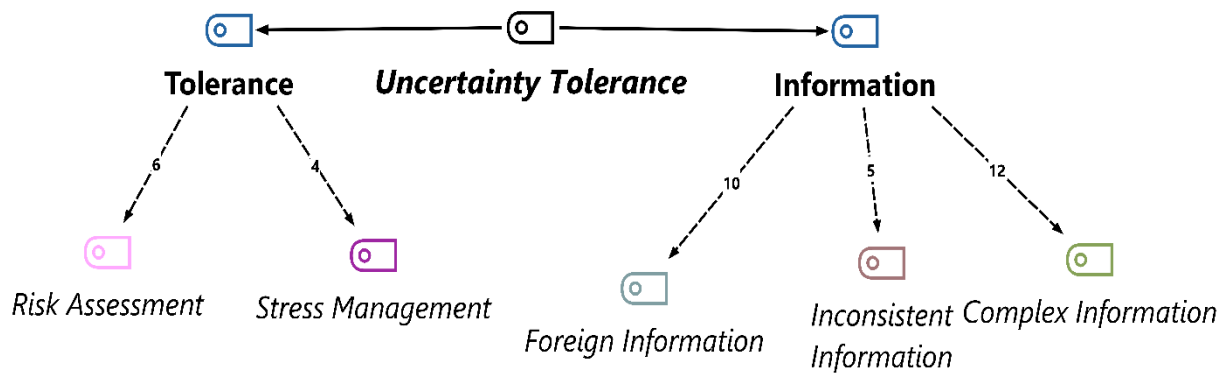 Tolerance
Uncertainty Tolerance
Information
6
4
10
5
12
Risk Assessment
Stress Management
Foreign Information
Inconsistent
Information
Complex Information